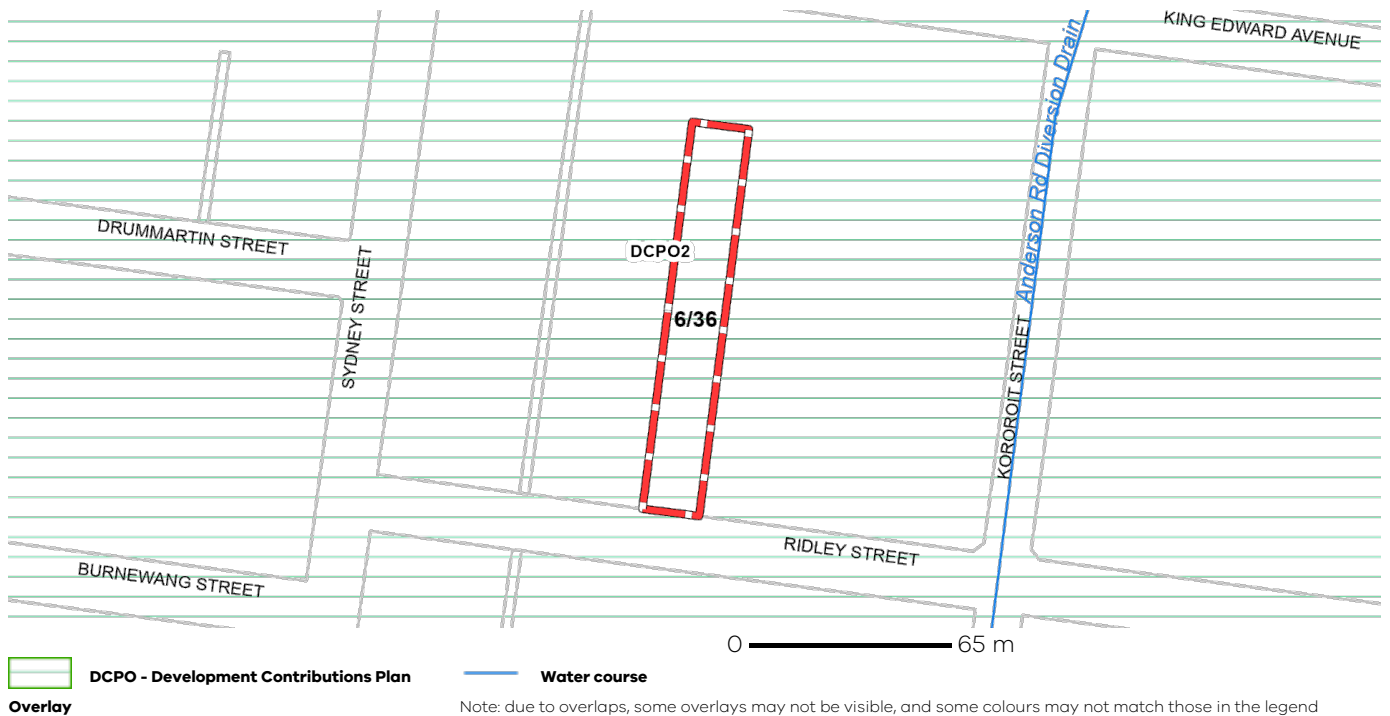 KING EDWARD AVENUE
Anderson Rd Diversion Drain
DRUMMARTIN STREET
SYDNEY STREET
DCPO2
6/36
KOROROIT STREET
RIDLEY STREET
BURNEWANG STREET
0 65 m
DCPO - Development Contributions Plan
Overlay
Water course
Note: due to overlaps, some overlays may not be visible, and some colours may not match those in the legend